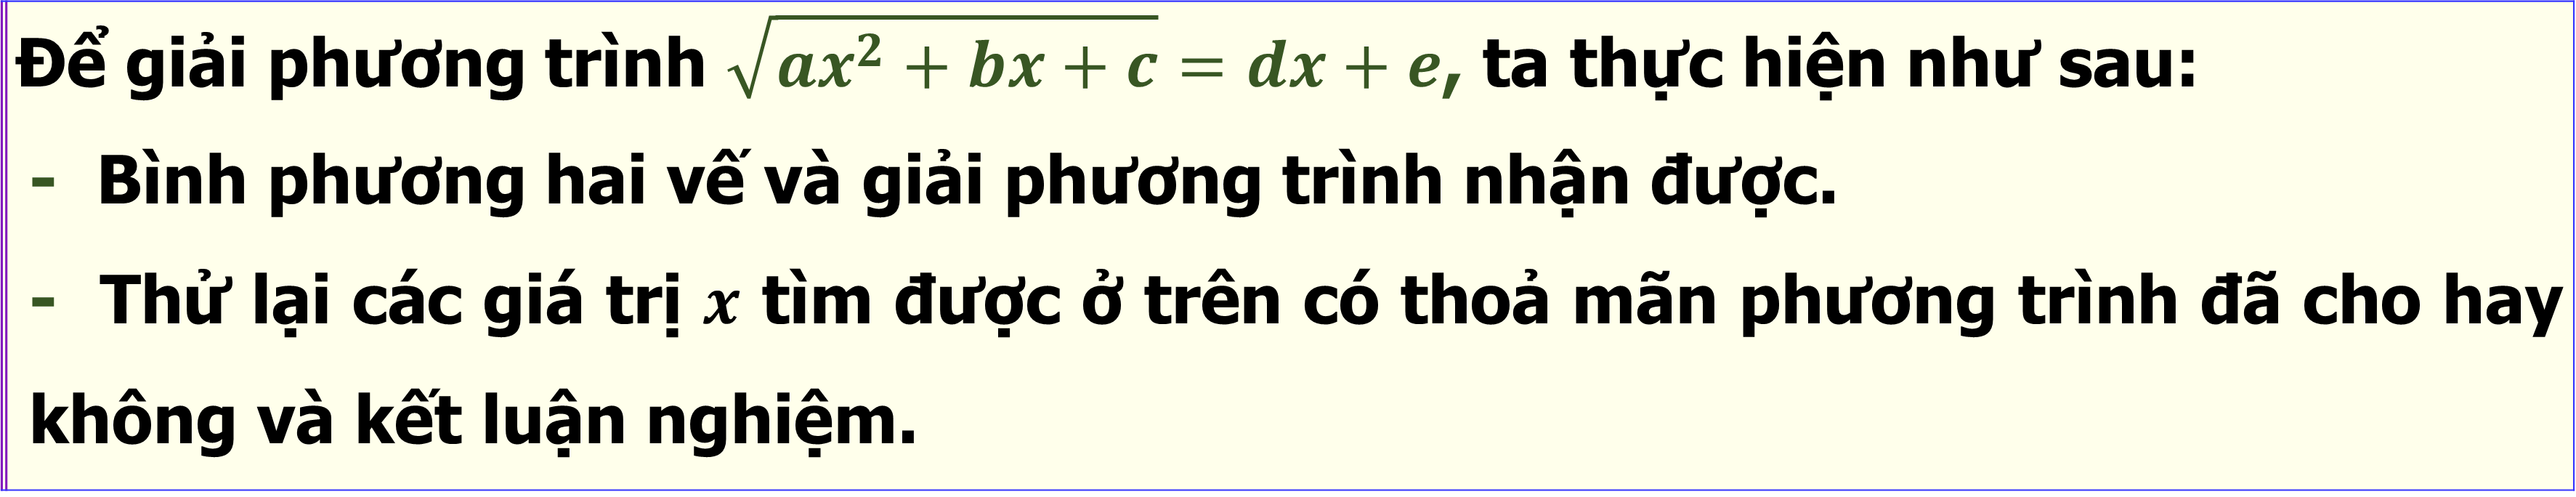 Để giải phương trình √(ax² + bx + c) = dx + e, ta thực hiện như sau:
- Bình phương hai vế và giải phương trình nhận được.
- Thử lại các giá trị x tìm được ở trên có thoả mãn phương trình đã cho hay
không và kết luận nghiệm.